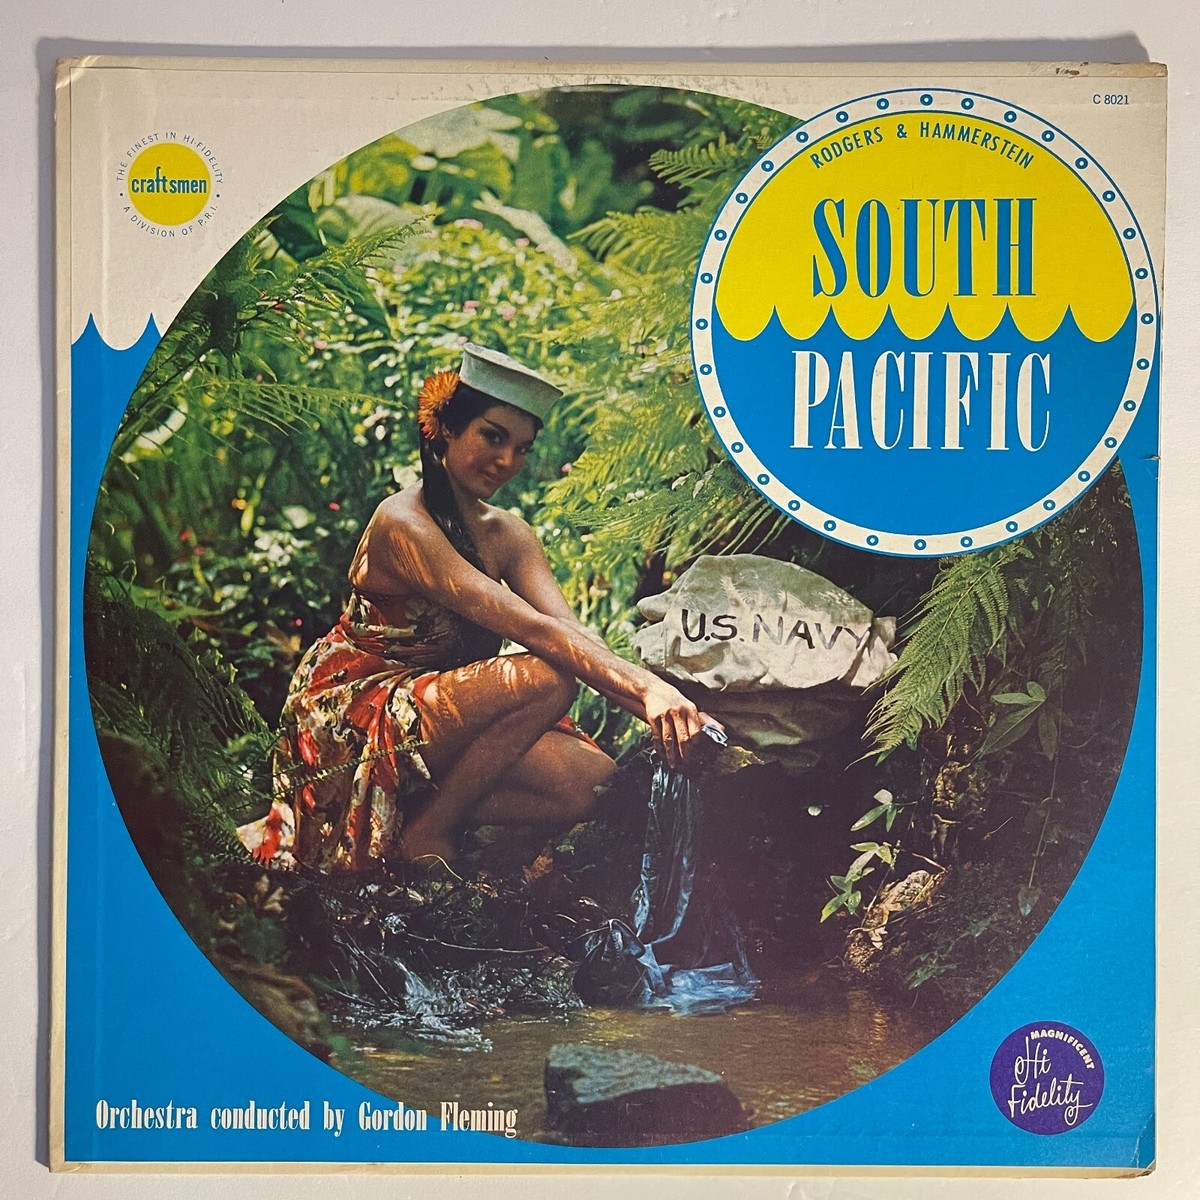 THE FINEST IN HI-FIDELITY
craftsmen
• A DIVISION OF P.R.I. •
C 8021
RODGERS & HAMMERSTEIN
SOUTH
PACIFIC
U.S. NAVY
MAGNIFICENT
Hi
Fidelity
Orchestra conducted by Gordon Fleming